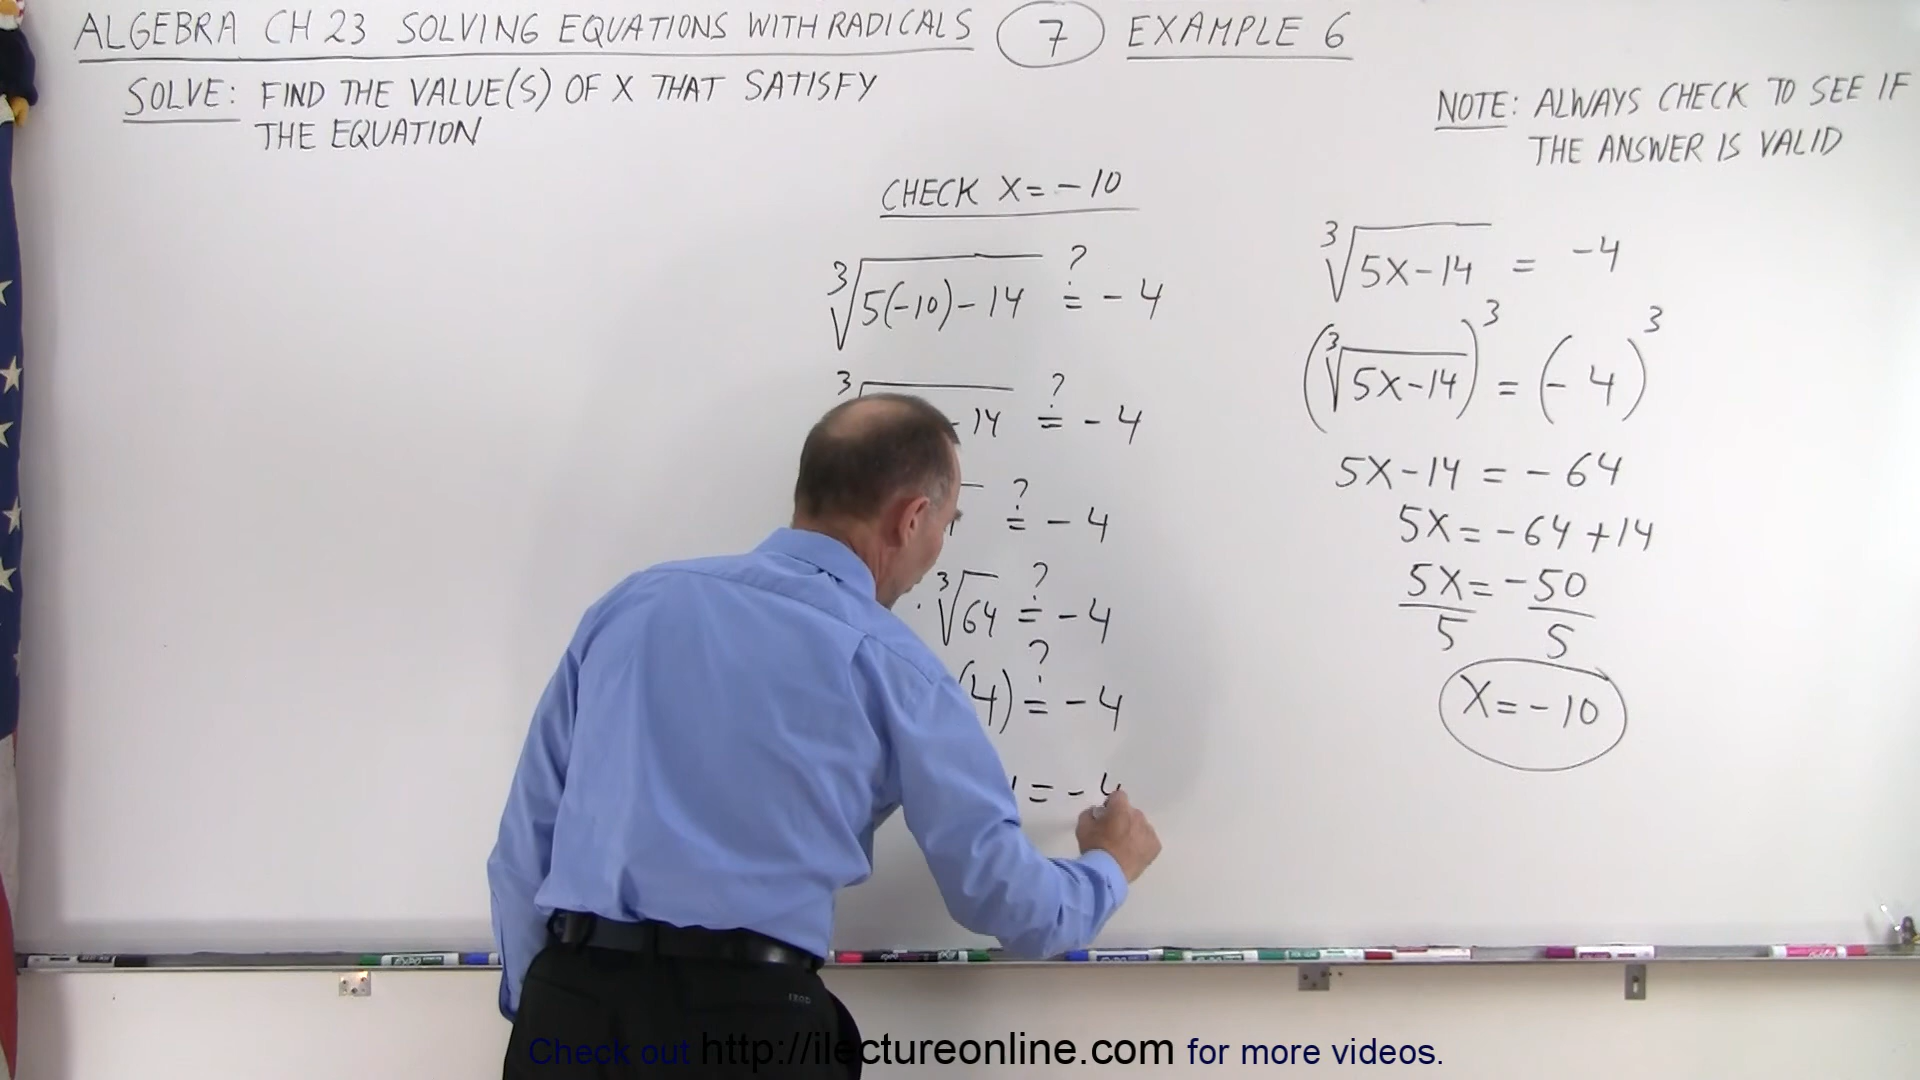 ALGEBRA CH 23 SOLVING EQUATIONS WITH RADICALS 7 EXAMPLE 6
SOLVE: FIND THE VALUE(S) OF X THAT SATISFY
THE EQUATION
NOTE: ALWAYS CHECK TO SEE IF
THE ANSWER IS VALID
CHECK X = -10
∛(5(-10)-14) ≟ -4
3 -14 ≟ -4
≟ -4
· ∛64 ≟ -4
(4) ≟ -4
= -4
∛(5X-14) = -4
(∛(5X-14))³ = (-4)³
5X-14 = -64
5X = -64 +14
5X/5 = -50/5
X = -10
IZOD
Check out http://ilectureonline.com for more videos.